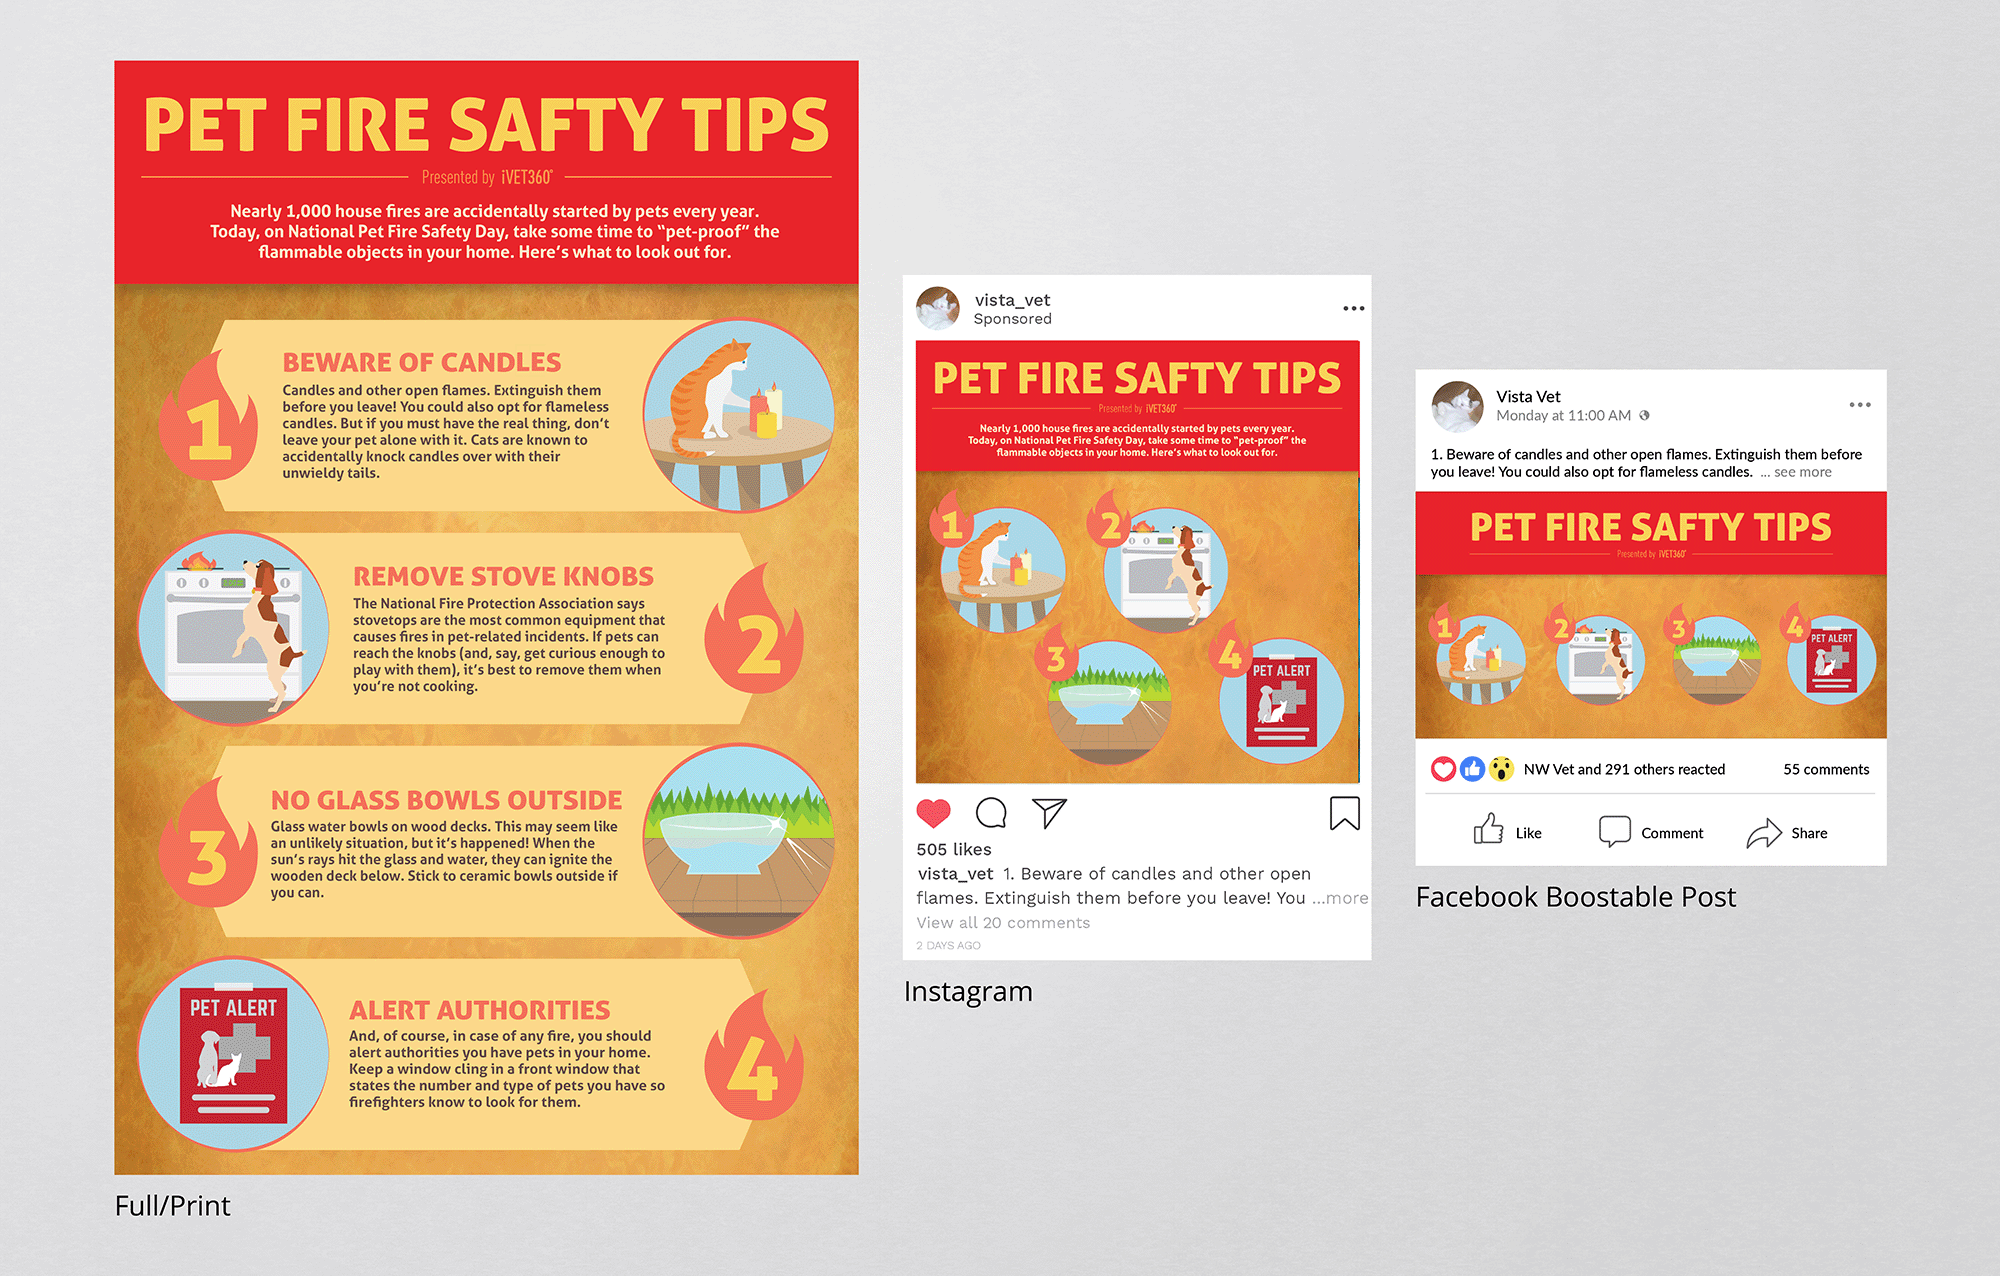 PET FIRE SAFTY TIPS
Presented by iVET360°
Nearly 1,000 house fires are accidentally started by pets every year.
Today, on National Pet Fire Safety Day, take some time to “pet-proof” the
flammable objects in your home. Here’s what to look out for.
1
BEWARE OF CANDLES
Candles and other open flames. Extinguish them
before you leave! You could also opt for flameless
candles. But if you must have the real thing, don’t
leave your pet alone with it. Cats are known to
accidentally knock candles over with their
unwieldy tails.
REMOVE STOVE KNOBS
The National Fire Protection Association says
stovetops are the most common equipment that
causes fires in pet-related incidents. If pets can
reach the knobs (and, say, get curious enough to
play with them), it’s best to remove them when
you’re not cooking.
2
3
NO GLASS BOWLS OUTSIDE
Glass water bowls on wood decks. This may seem like
an unlikely situation, but it’s happened! When the
sun’s rays hit the glass and water, they can ignite the
wooden deck below. Stick to ceramic bowls outside if
you can.
PET ALERT
ALERT AUTHORITIES
And, of course, in case of any fire, you should
alert authorities you have pets in your home.
Keep a window cling in a front window that
states the number and type of pets you have so
firefighters know to look for them.
4
Full/Print
vista_vet
Sponsored
PET FIRE SAFTY TIPS
Presented by iVET360°
Nearly 1,000 house fires are accidentally started by pets every year.
Today, on National Pet Fire Safety Day, take some time to “pet-proof” the
flammable objects in your home. Here’s what to look out for.
1
2
3
4
PET ALERT
505 likes
vista_vet 1. Beware of candles and other open
flames. Extinguish them before you leave! You ...more
View all 20 comments
2 DAYS AGO
Instagram
Vista Vet
Monday at 11:00 AM
1. Beware of candles and other open flames. Extinguish them before
you leave! You could also opt for flameless candles. ... see more
PET FIRE SAFTY TIPS
Presented by iVET360°
1
2
3
4
PET ALERT
NW Vet and 291 others reacted
55 comments
Like
Comment
Share
Facebook Boostable Post